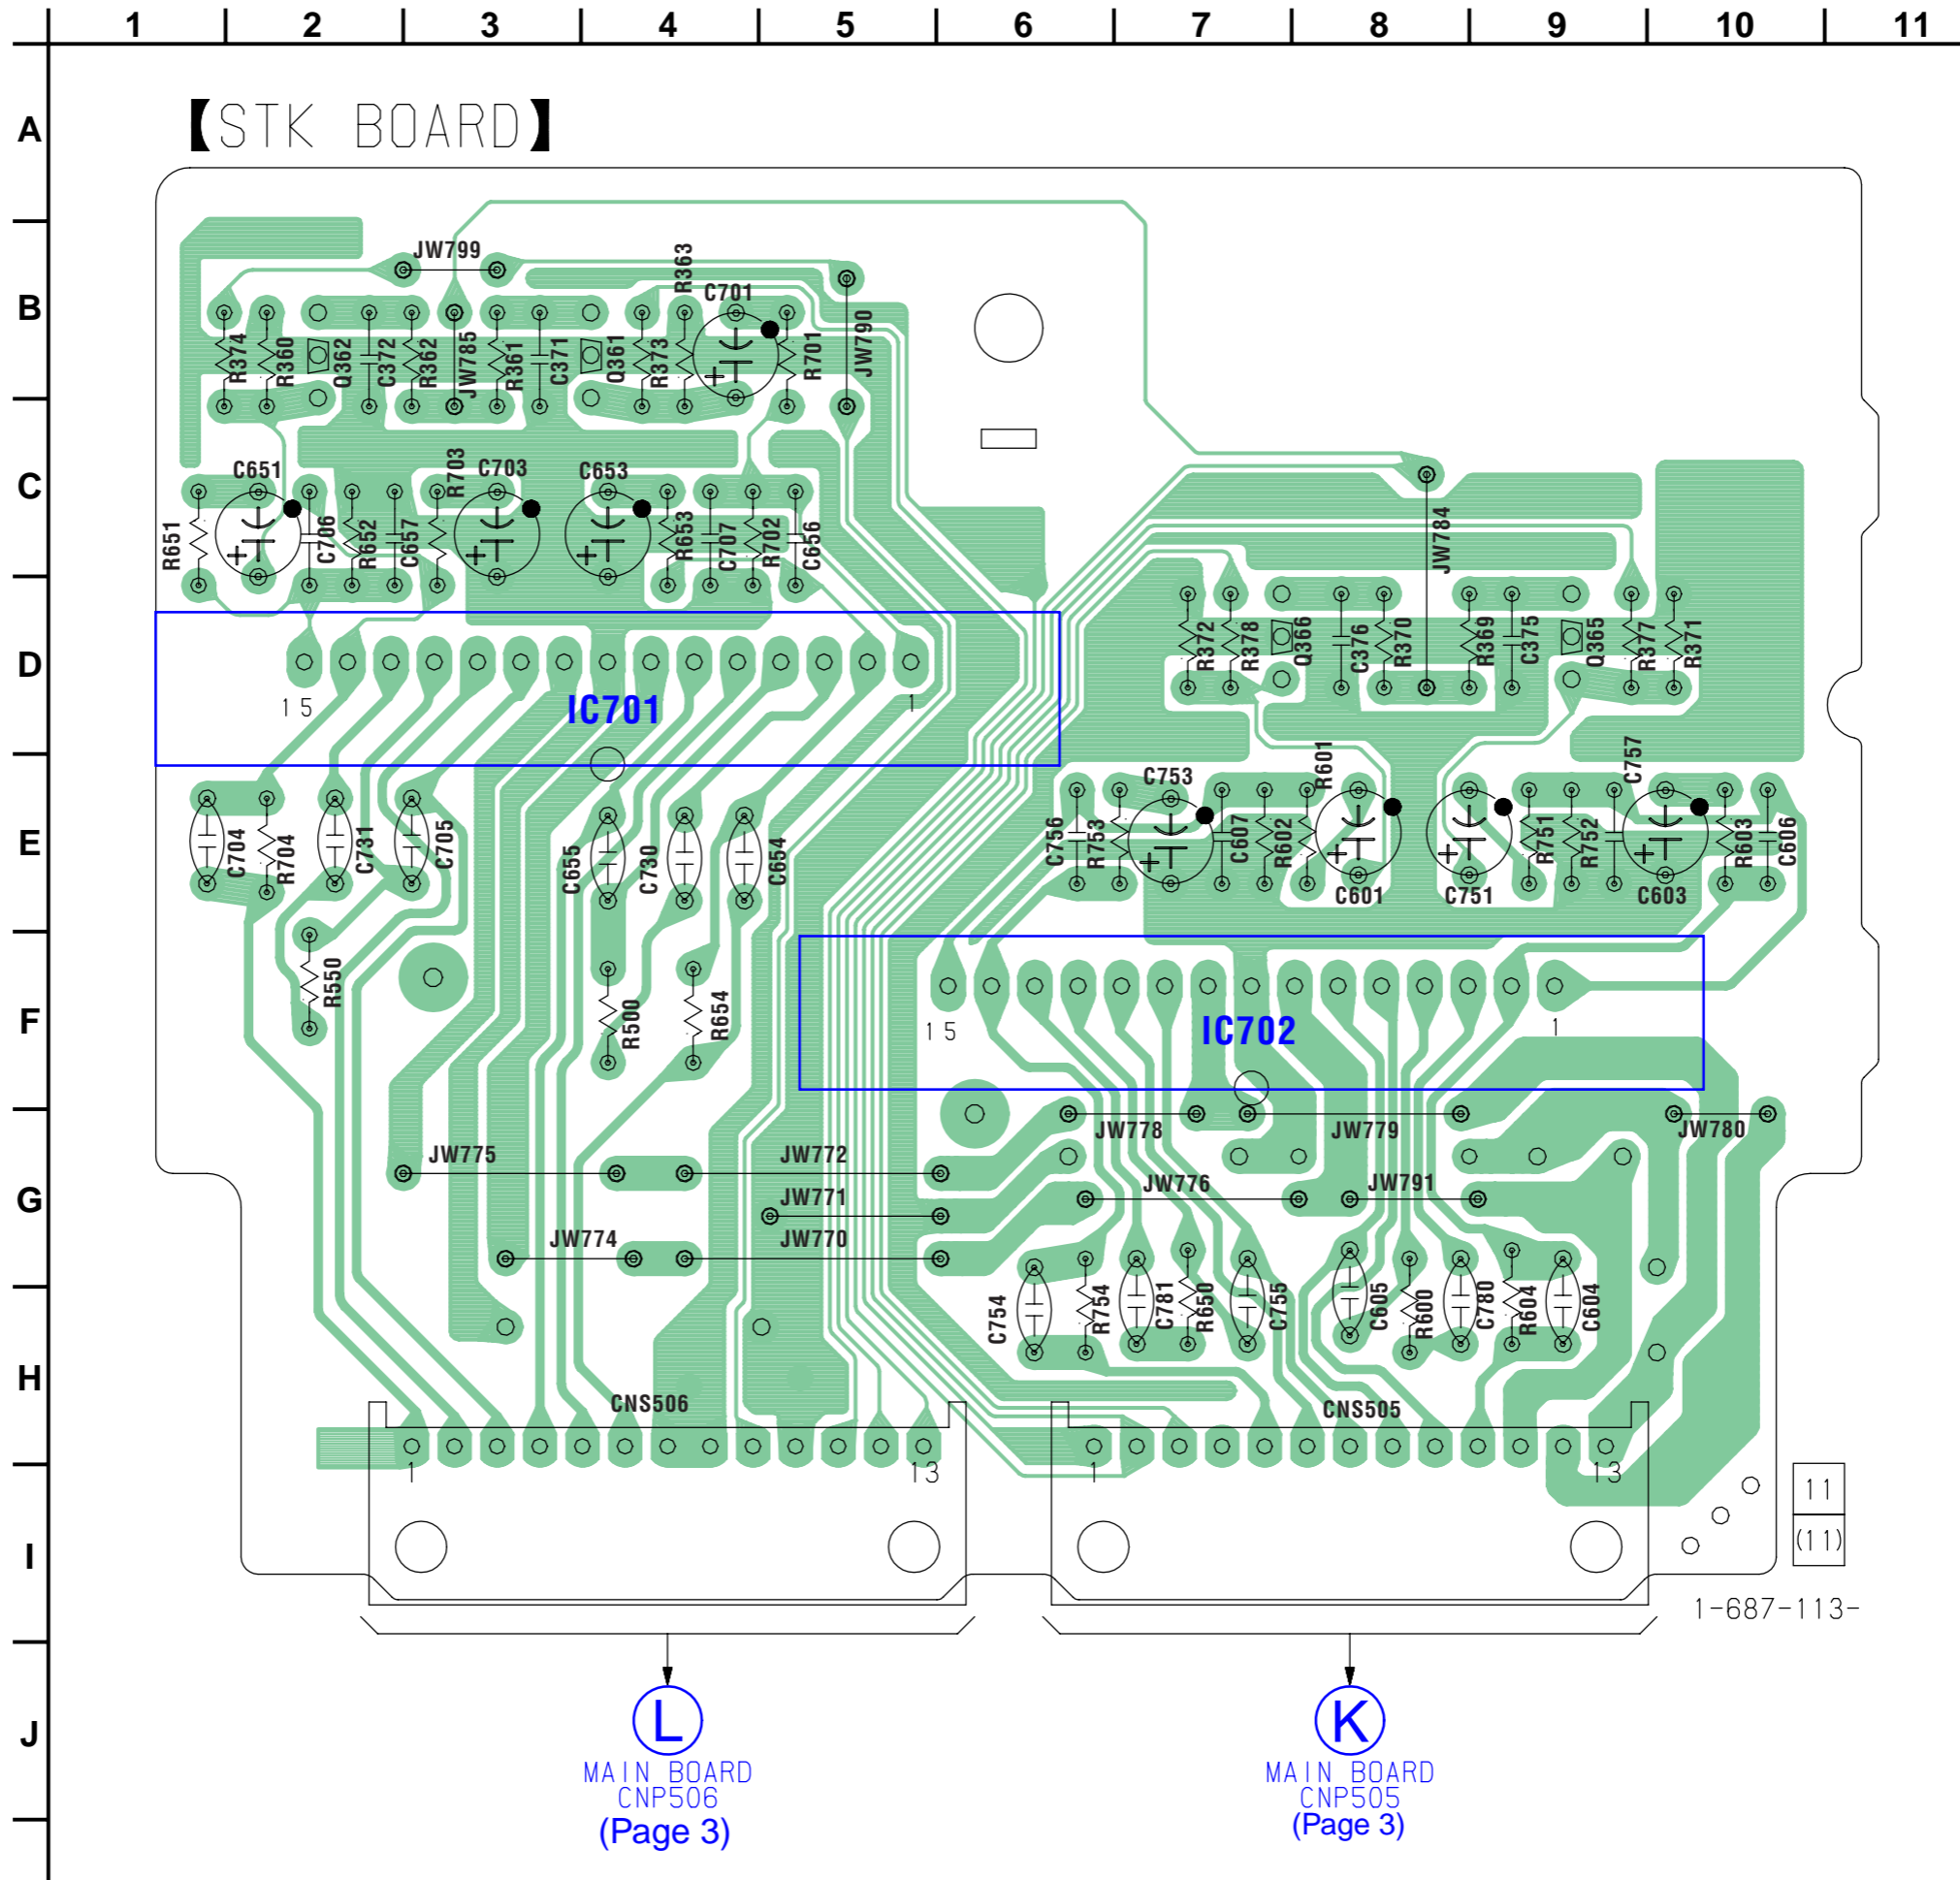 1 2 3 4 5 6 7 8 9 10 11
A
【STK BOARD】
B
JW799
R363
C701
R374 R360 Q362 C372 R362 JW785 R361 C371 Q361 R373 R701 JW790
C
C651 R703 C703 C653
R651 C706 R652 C657 R653 C707 R702 C656 JW784
D
R372 R378 Q366 C376 R370 R369 C375 Q365 R377 R371
15 IC701 1
E
C753 R601 C757
C704 R704 C731 C705 C655 C730 C654 C756 R753 C607 R602 R751 R752 R603 C606
C601 C751 C603
F
R550 R500 R654
15 IC702 1
JW778 JW779 JW780
G
JW775 JW772
JW771 JW776 JW791
JW774 JW770
C754 R754 C781 R650 C755 C605 R600 C780 R604 C604
H
CNS506 CNS505
1 13 1 13
11
(11)
I
1-687-113-
J
L
MAIN BOARD
CNP506
(Page 3)
K
MAIN BOARD
CNP505
(Page 3)